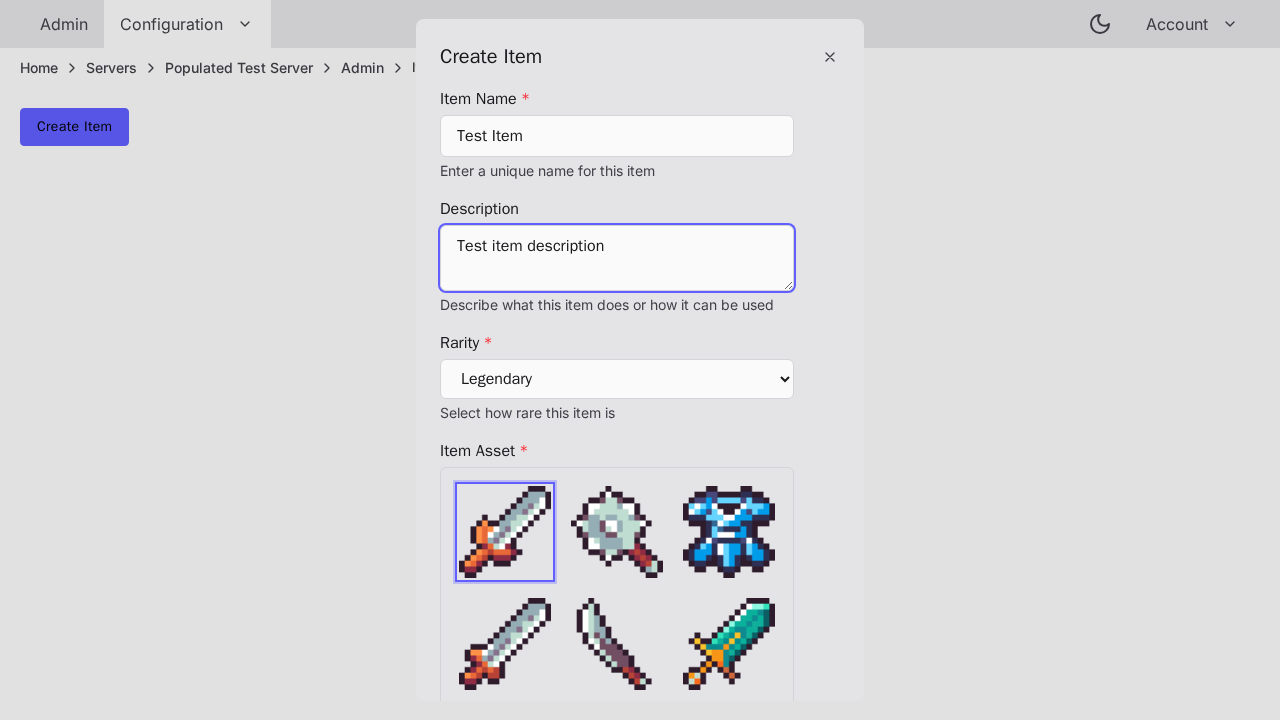 Admin Configuration Account
Home Servers Populated Test Server Admin
Create Item
Create Item
Item Name *
Test Item
Enter a unique name for this item
Description
Test item description
Describe what this item does or how it can be used
Rarity *
Legendary
Select how rare this item is
Item Asset *